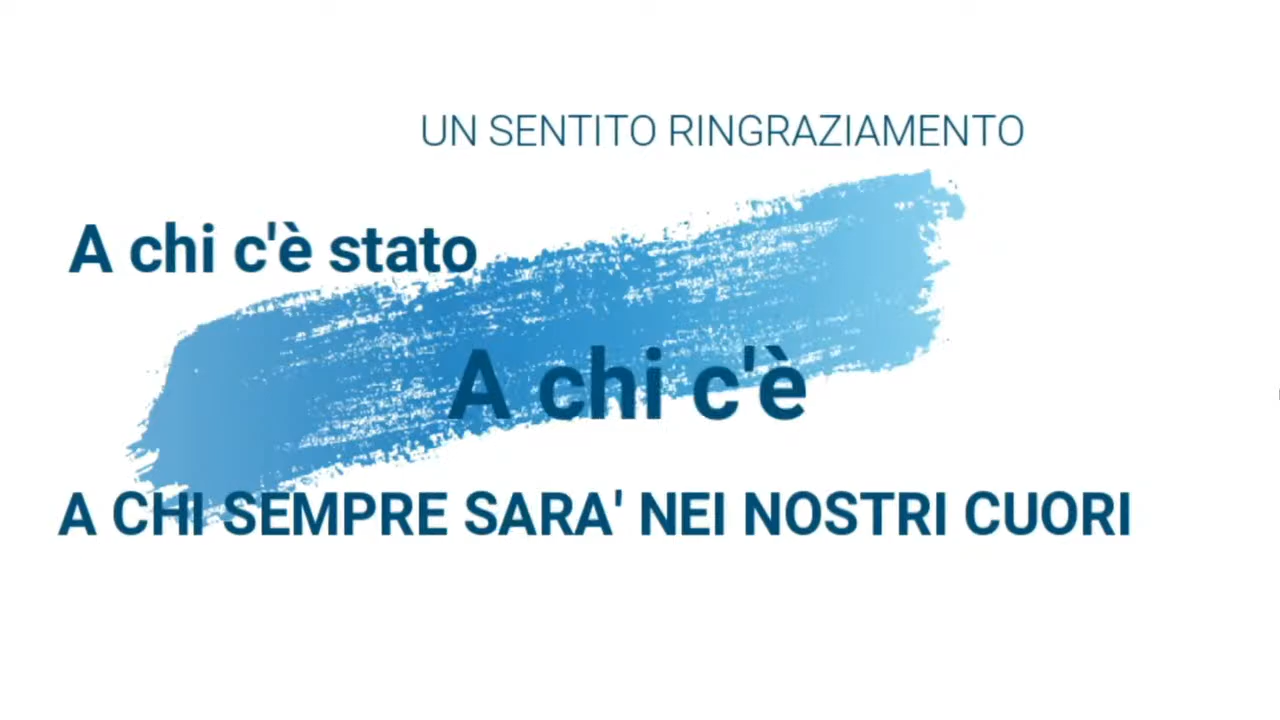 UN SENTITO RINGRAZIAMENTO
A chi c'è stato
A chi c'è
A CHI SEMPRE SARA' NEI NOSTRI CUORI